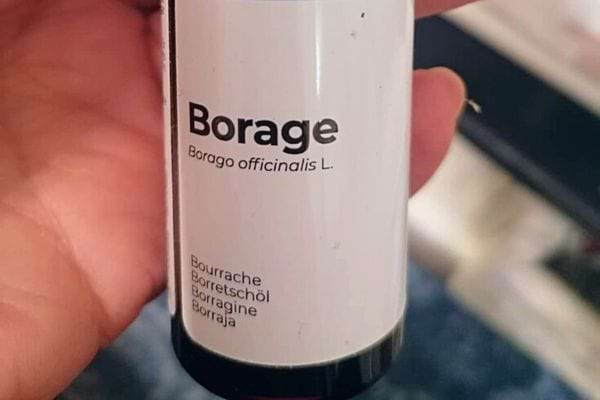 Borage
Borago officinalis L.
Bourrache
Borretschöl
Borragine
Borraja